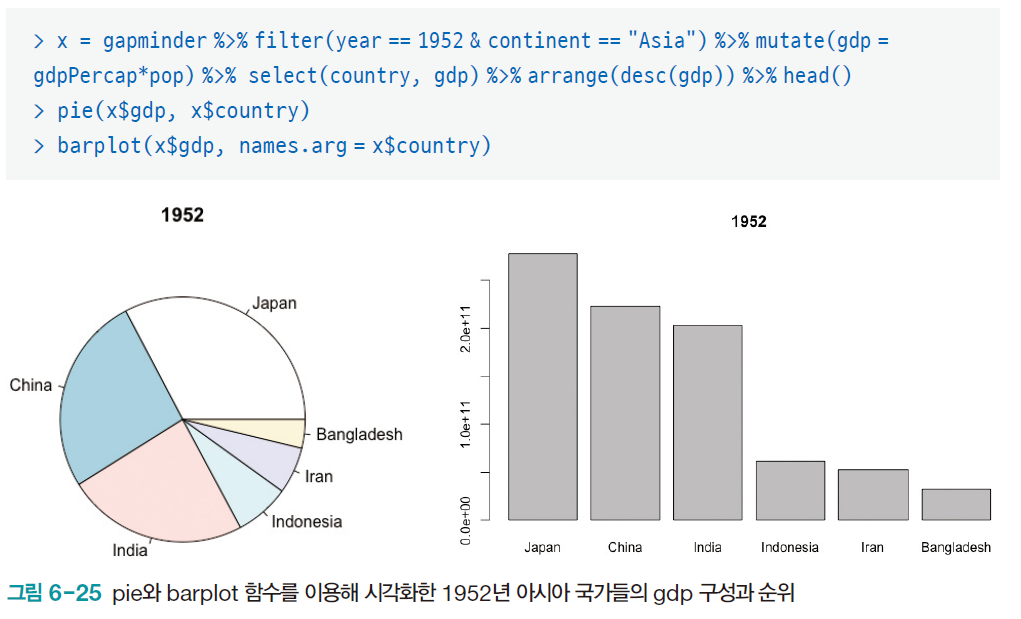 > x = gapminder %>% filter(year == 1952 & continent == "Asia") %>% mutate(gdp =
gdpPercap*pop) %>% select(country, gdp) %>% arrange(desc(gdp)) %>% head()
> pie(x$gdp, x$country)
> barplot(x$gdp, names.arg = x$country)
1952
Japan
China
Bangladesh
Iran
Indonesia
India
1952
2.0e+11
1.0e+11
0.0e+00
Japan China India Indonesia Iran Bangladesh
그림 6-25 pie와 barplot 함수를 이용해 시각화한 1952년 아시아 국가들의 gdp 구성과 순위